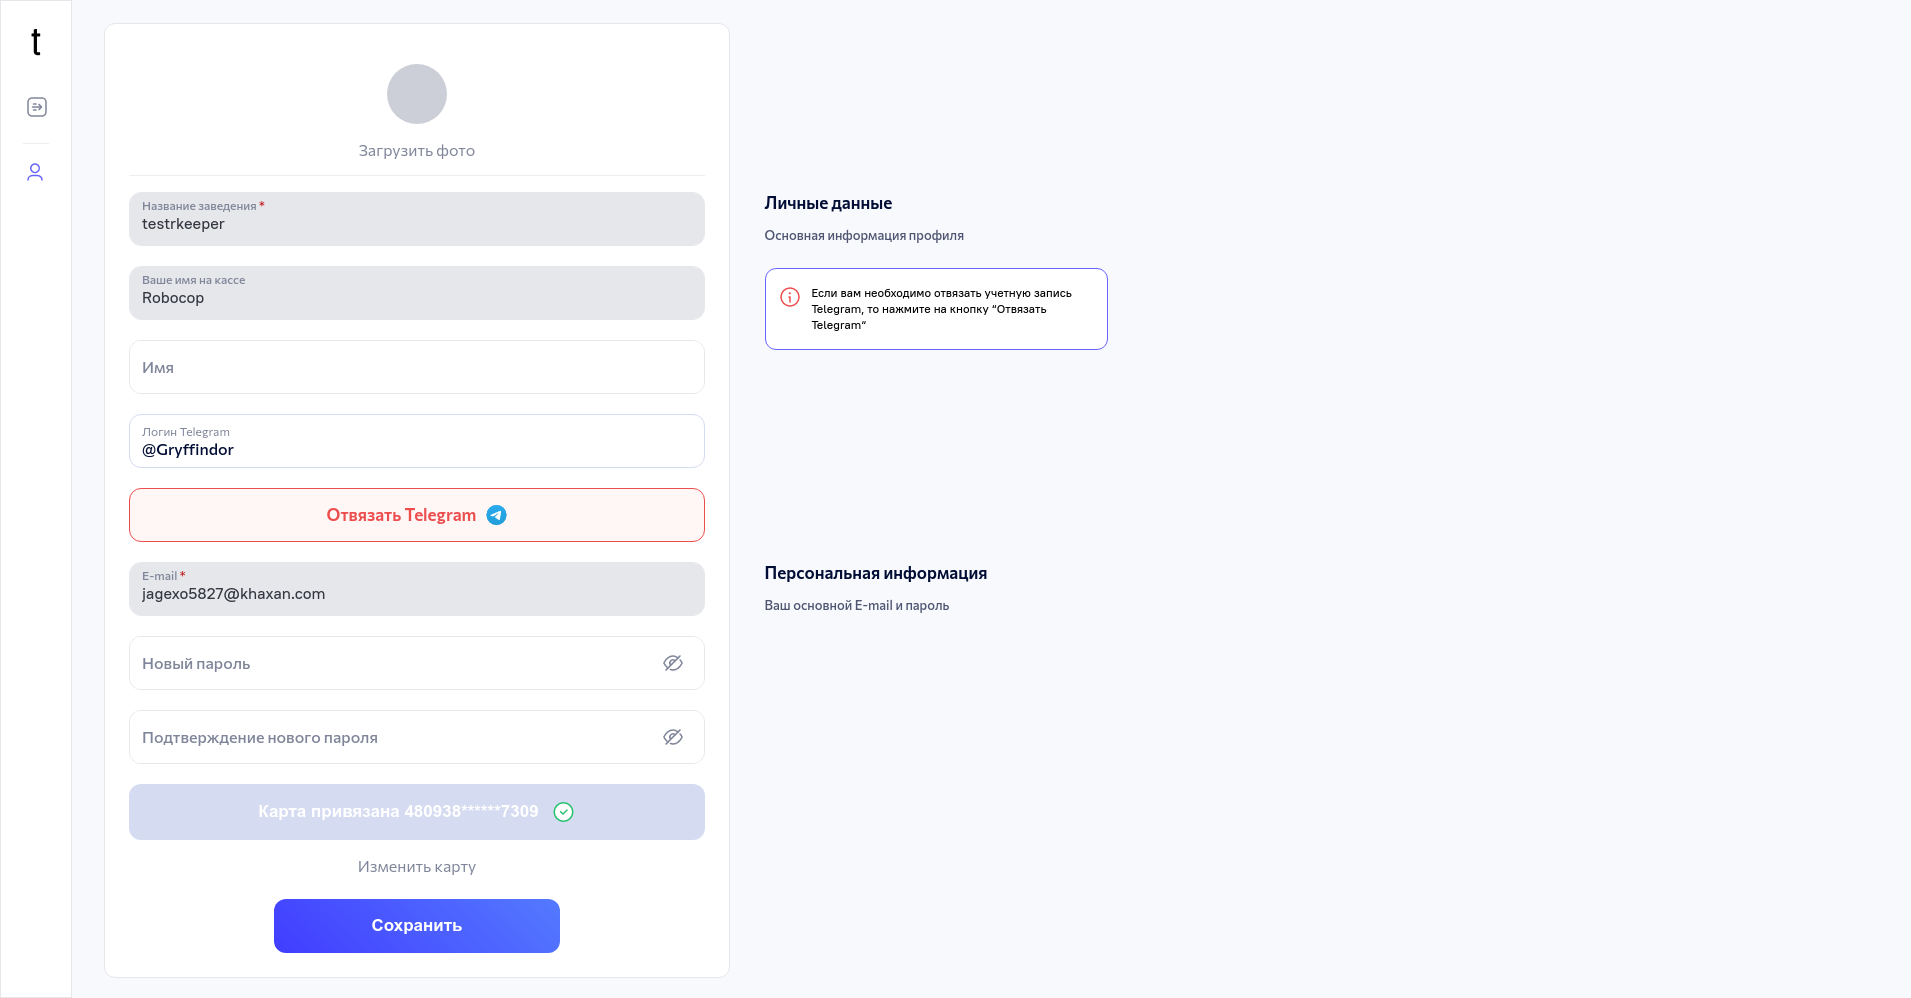 t
Загрузить фото
Название заведения *
testrkeeper
Ваше имя на кассе
Robocop
Имя
Логин Telegram
@Gryffindor
Отвязать Telegram
E-mail *
jagexo5827@khaxan.com
Новый пароль
Подтверждение нового пароля
Карта привязана 480938******7309
Изменить карту
Сохранить
Личные данные
Основная информация профиля
Если вам необходимо отвязать учетную запись
Telegram, то нажмите на кнопку “Отвязать
Telegram“
Персональная информация
Ваш основной E-mail и пароль